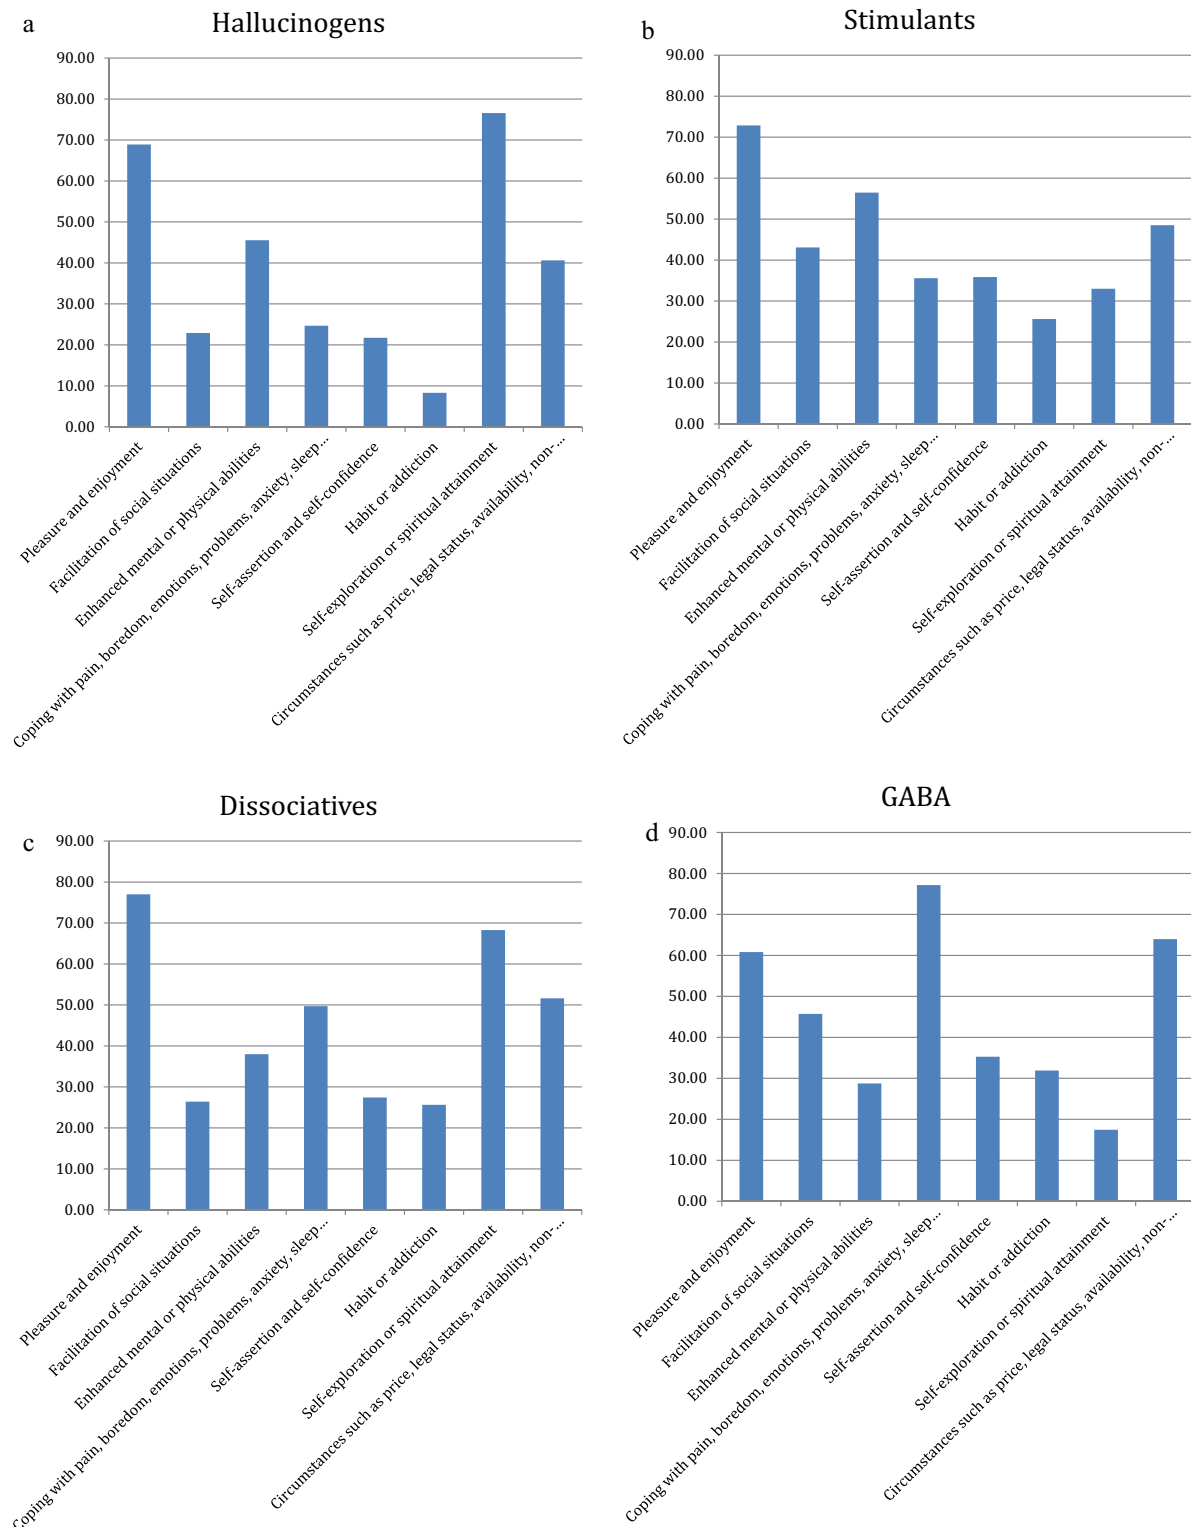 a
Hallucinogens
90.00
80.00
70.00
60.00
50.00
40.00
30.00
20.00
10.00
0.00
Pleasure and enjoyment
Facilitation of social situations
Enhanced mental or physical abilities
Coping with pain, boredom, emotions, problems, anxiety, sleep...
Self-assertion and self-confidence
Habit or addiction
Self-exploration or spiritual attainment
Circumstances such as price, legal status, availability, non-...
b
Stimulants
90.00
80.00
70.00
60.00
50.00
40.00
30.00
20.00
10.00
0.00
Pleasure and enjoyment
Facilitation of social situations
Enhanced mental or physical abilities
Coping with pain, boredom, emotions, problems, anxiety, sleep...
Self-assertion and self-confidence
Habit or addiction
Self-exploration or spiritual attainment
Circumstances such as price, legal status, availability, non-...
c
Dissociatives
90.00
80.00
70.00
60.00
50.00
40.00
30.00
20.00
10.00
0.00
Pleasure and enjoyment
Facilitation of social situations
Enhanced mental or physical abilities
Coping with pain, boredom, emotions, problems, anxiety, sleep...
Self-assertion and self-confidence
Habit or addiction
Self-exploration or spiritual attainment
Circumstances such as price, legal status, availability, non-...
d
GABA
90.00
80.00
70.00
60.00
50.00
40.00
30.00
20.00
10.00
0.00
Pleasure and enjoyment
Facilitation of social situations
Enhanced mental or physical abilities
Coping with pain, boredom, emotions, problems, anxiety, sleep...
Self-assertion and self-confidence
Habit or addiction
Self-exploration or spiritual attainment
Circumstances such as price, legal status, availability, non-...